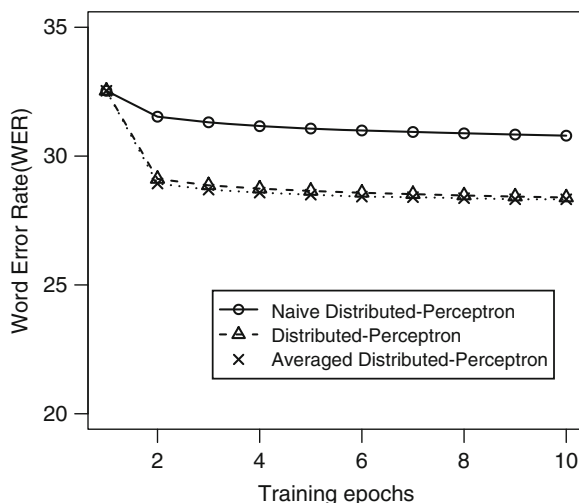 Word Error Rate(WER)
35
30
25
20
Naive Distributed-Perceptron
Distributed-Perceptron
Averaged Distributed-Perceptron
2 4 6 8 10
Training epochs